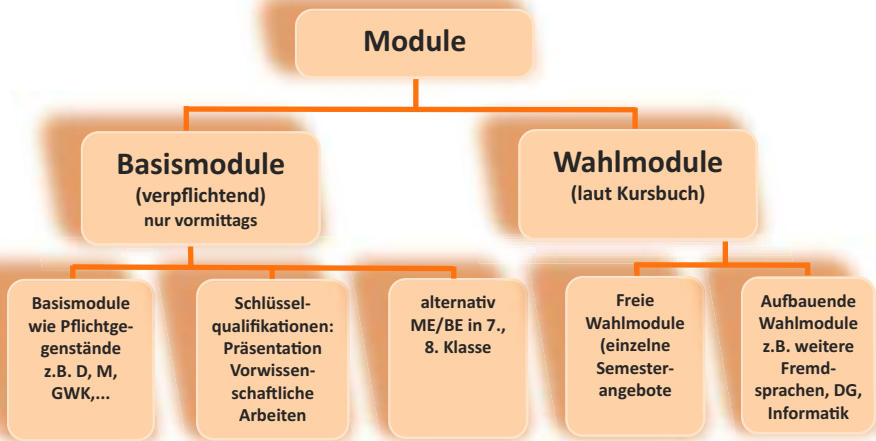 Module
Basismodule
(verpflichtend)
nur vormittags
Wahlmodule
(laut Kursbuch)
Basismodule
wie Pflichtge-
genstände
z.B. D, M,
GWK,...
Schlüssel-
qualifikationen:
Präsentation
Vorwissen-
schaftliche
Arbeiten
alternativ
ME/BE in 7.,
8. Klasse
Freie
Wahlmodule
(einzelne
Semester-
angebote
Aufbauende
Wahlmodule
z.B. weitere
Fremd-
sprachen, DG,
Informatik